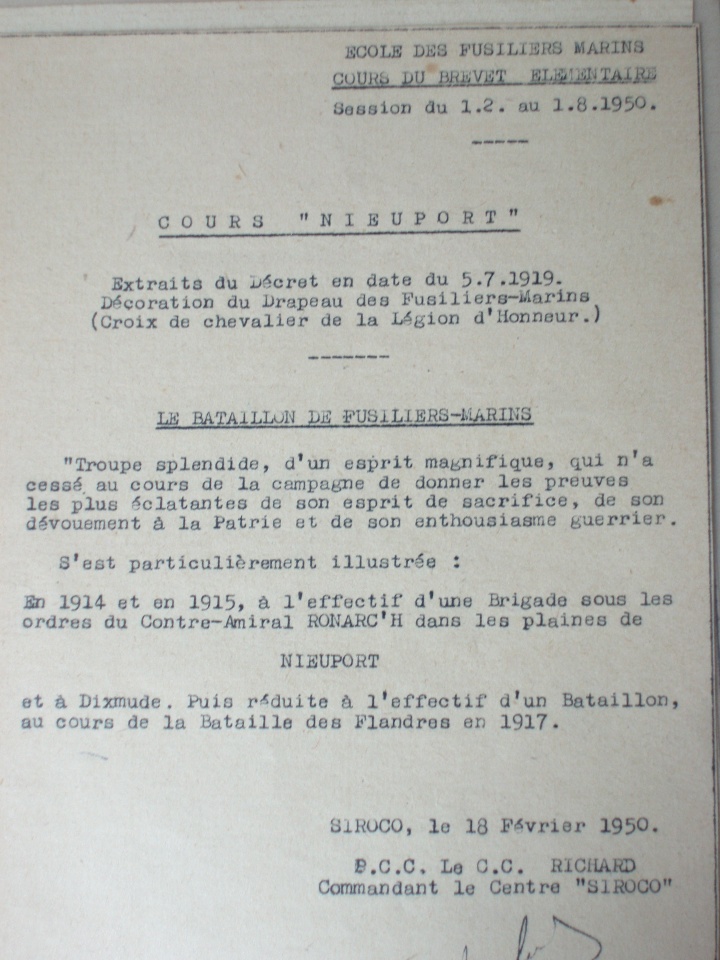 ECOLE DES FUSILIERS MARINS
COURS DU BREVET ELEMENTAIRE
Session du 1.2. au 1.8.1950.
-----
COURS "NIEUPORT"
Extraits du Décret en date du 5.7.1919.
Décoration du Drapeau des Fusiliers-Marins
(Croix de chevalier de la Légion d'Honneur.)
-------
LE BATAILLON DE FUSILIERS-MARINS
"Troupe splendide, d'un esprit magnifique, qui n'a
cessé au cours de la campagne de donner les preuves
les plus éclatantes de son esprit de sacrifice, de son
dévouement à la Patrie et de son enthousiasme guerrier.
S'est particulièrement illustrée :
En 1914 et en 1915, à l'effectif d'une Brigade sous les
ordres du Contre-Amiral RONARC'H dans les plaines de
NIEUPORT
et à Dixmude. Puis réduite à l'effectif d'un Bataillon,
au cours de la Bataille des Flandres en 1917.
SIROCO, le 18 Février 1950.
P.C.C. Le C.C. RICHARD
Commandant le Centre "SIROCO"